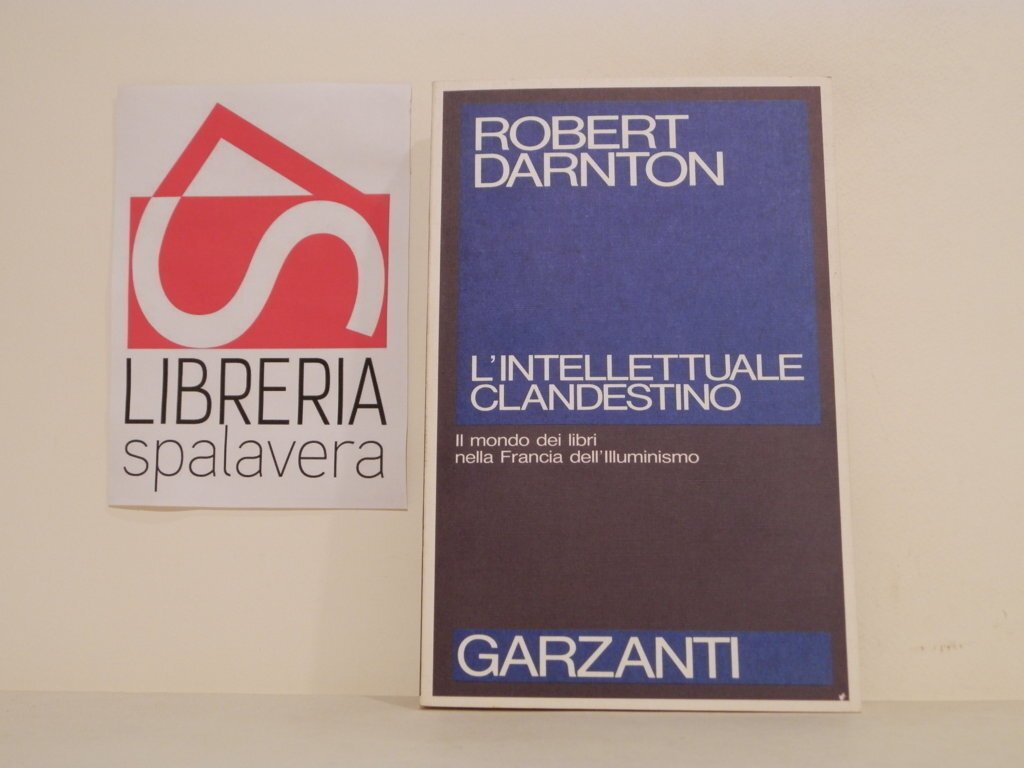 LIBRERIA
spalavera
ROBERT
DARNTON
L'INTELLETTUALE
CLANDESTINO
Il mondo dei libri
nella Francia dell'Illuminismo
GARZANTI